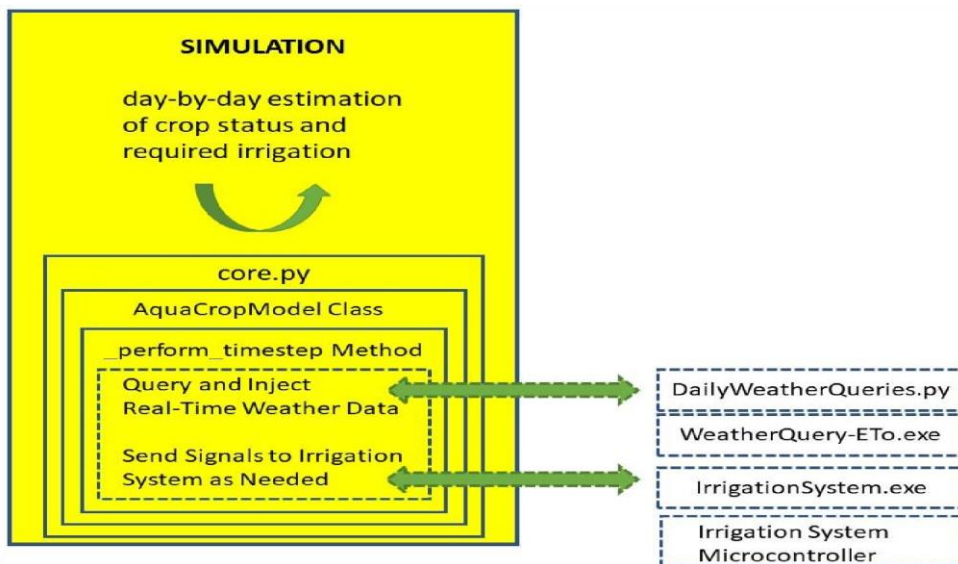 SIMULATION
day-by-day estimation
of crop status and
required irrigation
core.py
AquaCropModel Class
_perform_timestep Method
Query and Inject
Real-Time Weather Data
Send Signals to Irrigation
System as Needed
DailyWeatherQueries.py
WeatherQuery-ETo.exe
IrrigationSystem.exe
Irrigation System
Microcontroller